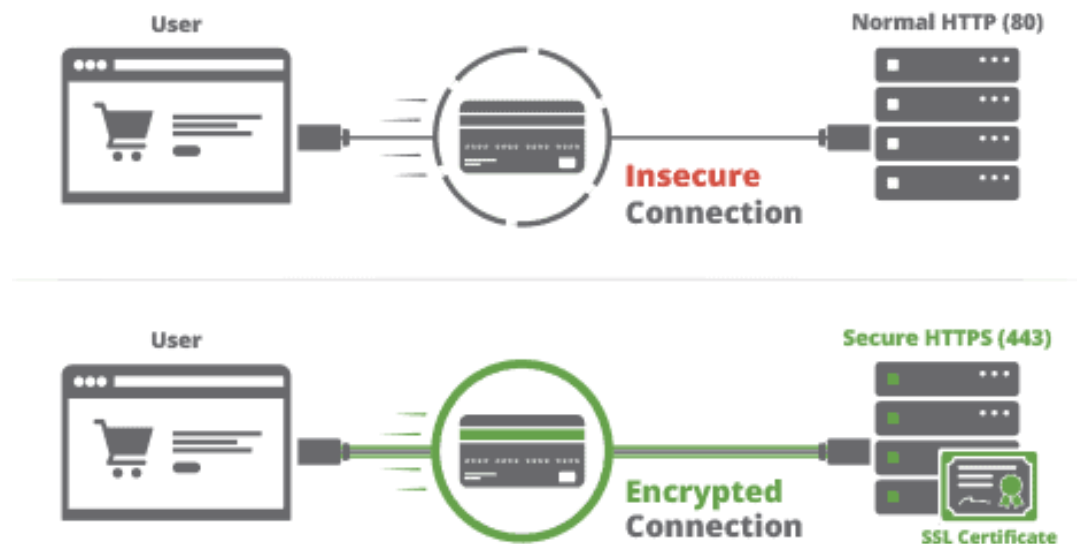 User
Normal HTTP (80)
Insecure
Connection
User
Secure HTTPS (443)
Encrypted
Connection
SSL Certificate